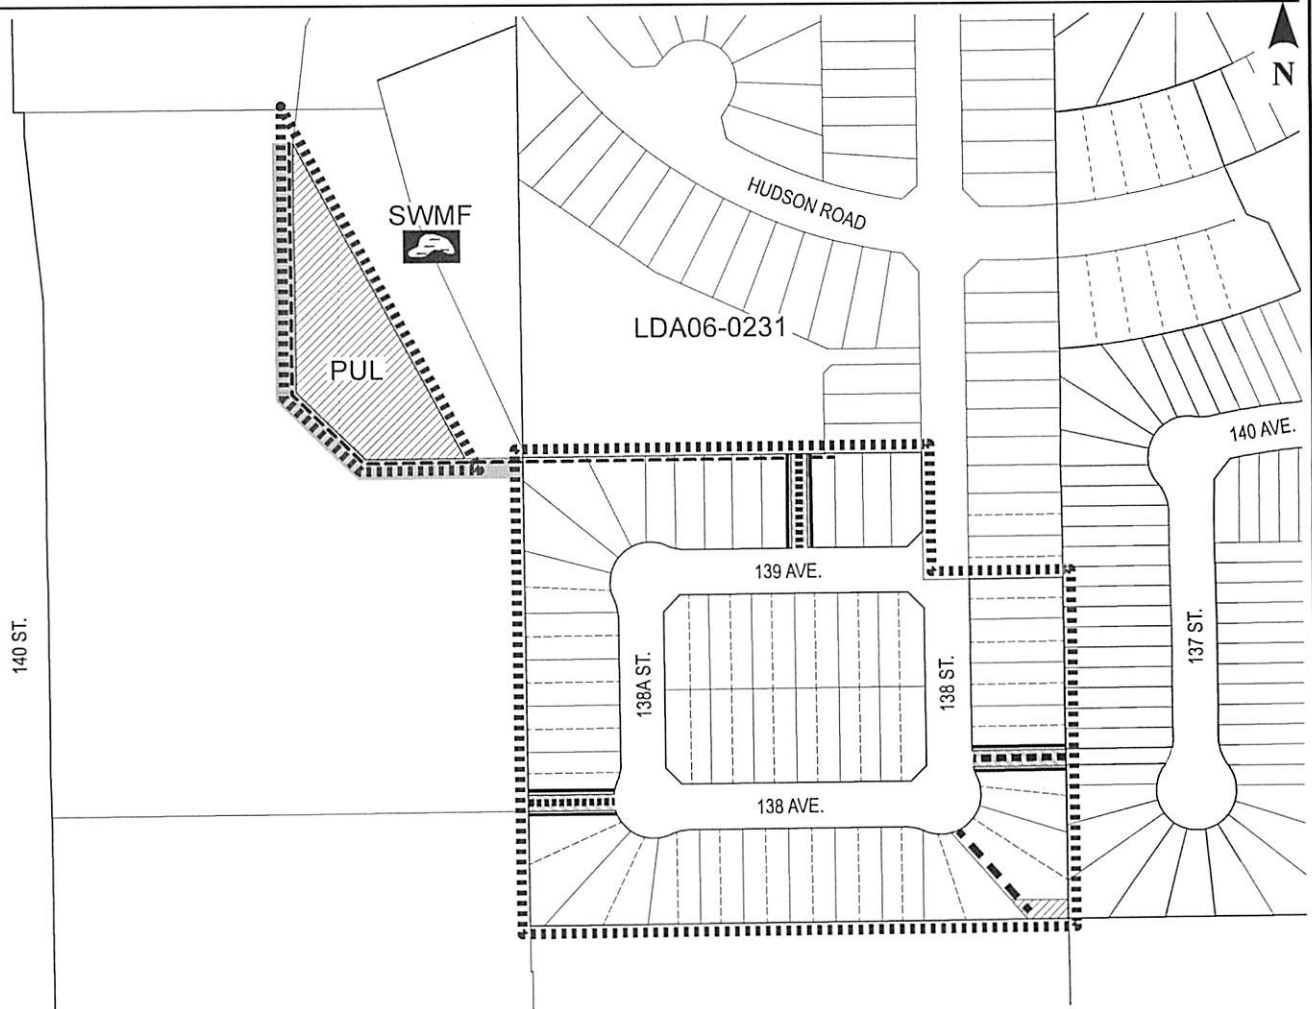 N
SWMF
HUDSON ROAD
LDA06-0231
PUL
140 AVE.
139 AVE.
140 ST.
138A ST.
138 ST.
137 ST.
138 AVE.